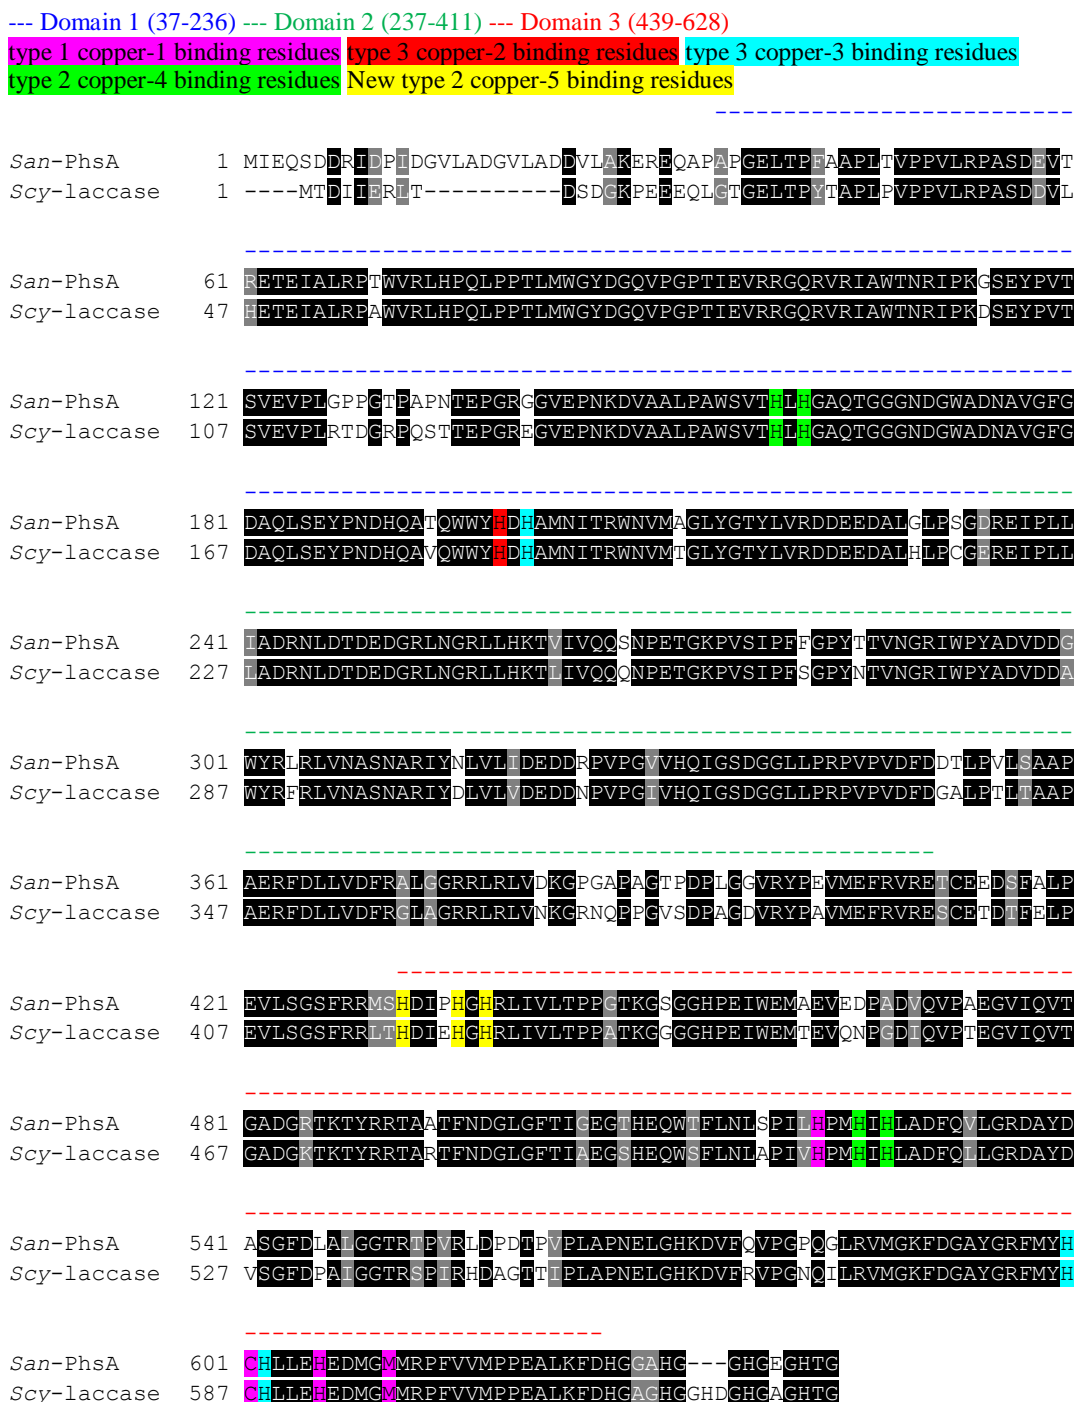 --- Domain 1 (37-236) --- Domain 2 (237-411) --- Domain 3 (439-628)
type 1 copper-1 binding residues type 3 copper-2 binding residues type 3 copper-3 binding residues
type 2 copper-4 binding residues New type 2 copper-5 binding residues
San-PhsA 1 MIEQSDDRIDPIDGVLADGVLADDVLAKEREQAPAPGELTPFAAPLTVPPVLRPASDEVT
Scy-laccase 1 ----MTDIIERLT----------DSDGKPEEEQLGTGELTPYTAPLPVPPVLRPASDDVL
San-PhsA 61 RETEIALRPTWVRLHPQLPPTLMWGYDGQVPGPTIEVRRGQRVRIAWTNRIPKGSEYPVT
Scy-laccase 47 HETEIALRPAWVRLHPQLPPTLMWGYDGQVPGPTIEVRRGQRVRIAWTNRIPKDSEYPVT
San-PhsA 121 SVEVPLGPPGTPAPNTEPGRGGVEPNKDVAALPAWSVTHLHGAQTGGGNDGWADNAVGFG
Scy-laccase 107 SVEVPLRTDGRPQSTTEPGREGVEPNKDVAALPAWSVTHLHGAQTGGGNDGWADNAVGFG
San-PhsA 181 DAQLSEYPNDHQATQWWYHDHAMNITRWNVMAGLYGTYLVRDDEEDALGLPSGDREIPLL
Scy-laccase 167 DAQLSEYPNDHQAVQWWYHDHAMNITRWNVMTGLYGTYLVRDDEEDALHLPCGEREIPLL
San-PhsA 241 IADRNLDTDEDGRLNGRLLHKTVIVQQSNPETGKPVSIPFFGPYTTVNGRIWPYADVDDG
Scy-laccase 227 LADRNLDTDEDGRLNGRLLHKTLIVQQQNPETGKPVSIPFSGPYNTVNGRIWPYADVDDA
San-PhsA 301 WYRLRLVNASNARIYNLVLIDEDDRPVPGVVHQIGSDGGLLPRPVPVDFDDTLPVLSAAP
Scy-laccase 287 WYRFRLVNASNARIYDLVLVDEDDNPVPGIVHQIGSDGGLLPRPVPVDFDGALPTLTAAP
San-PhsA 361 AERFDLLVDFRALGGRRLRLVDKGPGAPAGTPDPLGGVRYPEVMEFRVRETCEEDSFALP
Scy-laccase 347 AERFDLLVDFRGLAGRRLRLVNKGRNQPPGVSDPAGDVRYPAVMEFRVRESCETDTFELP
San-PhsA 421 EVLSGSFRRMSHDIPHGHRLIVLTPPGTKGSGGHPEIWEMAEVEDPADVQVPAEGVIQVT
Scy-laccase 407 EVLSGSFRRLTHDIEHGHRLIVLTPPATKGGGGHPEIWEMTEVQNPGDIQVPTEGVIQVT
San-PhsA 481 GADGRTKTYRRTAATFNDGLGFTIGEGTHEQWTFLNLSPILHPMHIHLADFQVLGRDAYD
Scy-laccase 467 GADGKTKTYRRTARTFNDGLGFTIAEGSHEQWSFLNLAPIVHPMHIHLADFQLLGRDAYD
San-PhsA 541 ASGFDLALGGTRTPVRLDPDTPVPLAPNELGHKDVFQVPGPQGLRVMGKFDGAYGRFMYH
Scy-laccase 527 VSGFDPAIGGTRSPIRHDAGTTIPLAPNELGHKDVFRVPGNQILRVMGKFDGAYGRFMYH
San-PhsA 601 CHLLEHEDMGMMRPFVVMPPEALKFDHGGAHG---GHGEGHTG
Scy-laccase 587 CHLLEHEDMGMMRPFVVMPPEALKFDHGAGHGGHDGHGAGHTG